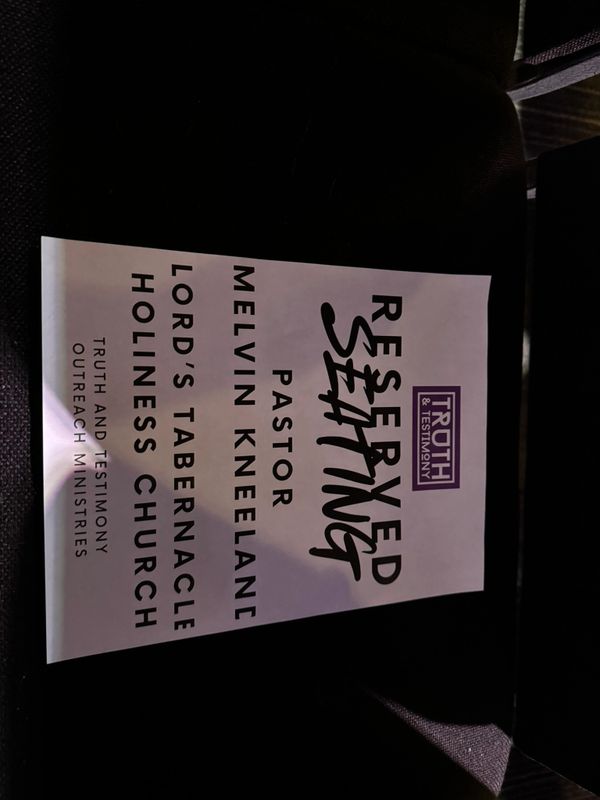 TRUTH
& TESTIMONY
RESERVED
SEATING
PASTOR
MELVIN KNEELAND
LORD'S TABERNACLE
HOLINESS CHURCH
TRUTH AND TESTIMONY
OUTREACH MINISTRIES